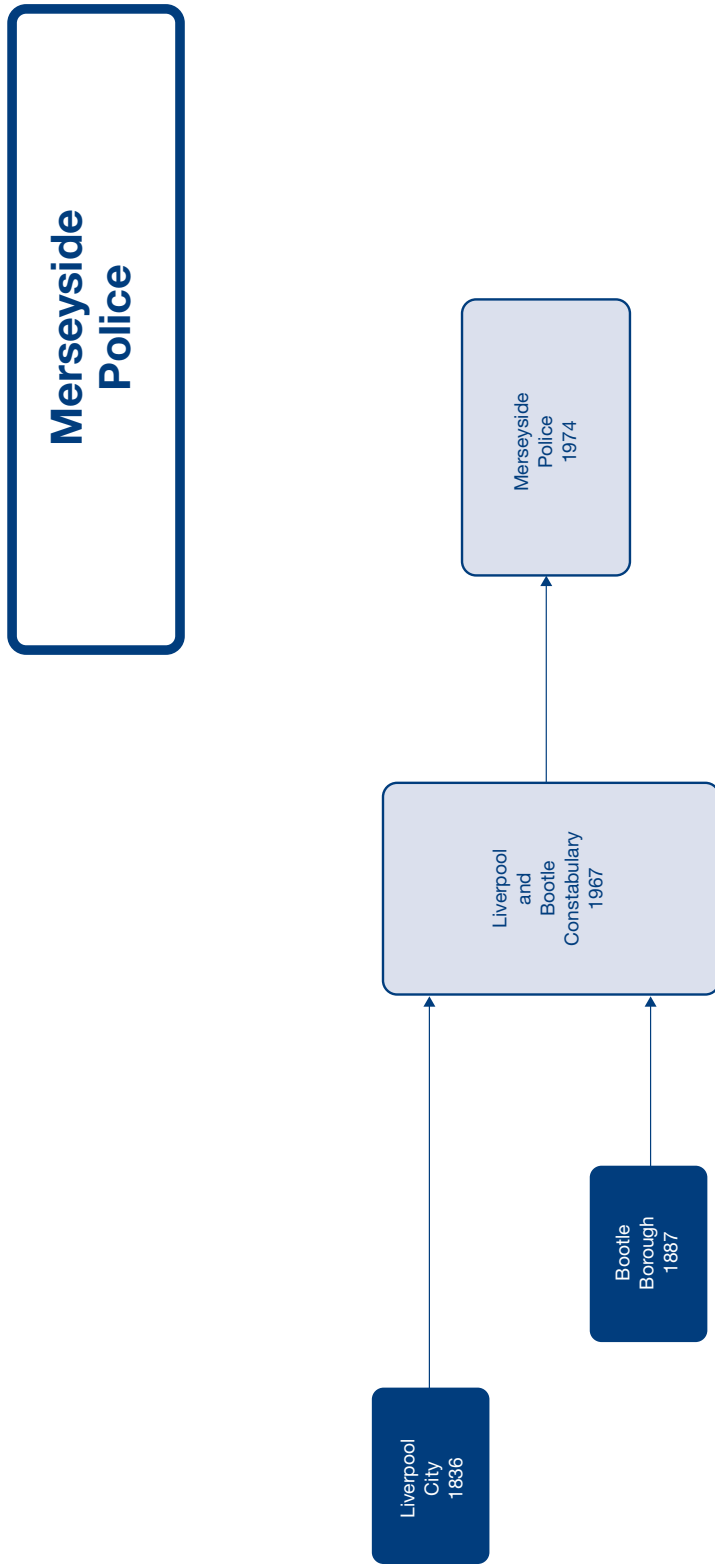 Merseyside
Police
Liverpool
City
1836
Bootle
Borough
1887
Liverpool
and
Bootle
Constabulary
1967
Merseyside
Police
1974